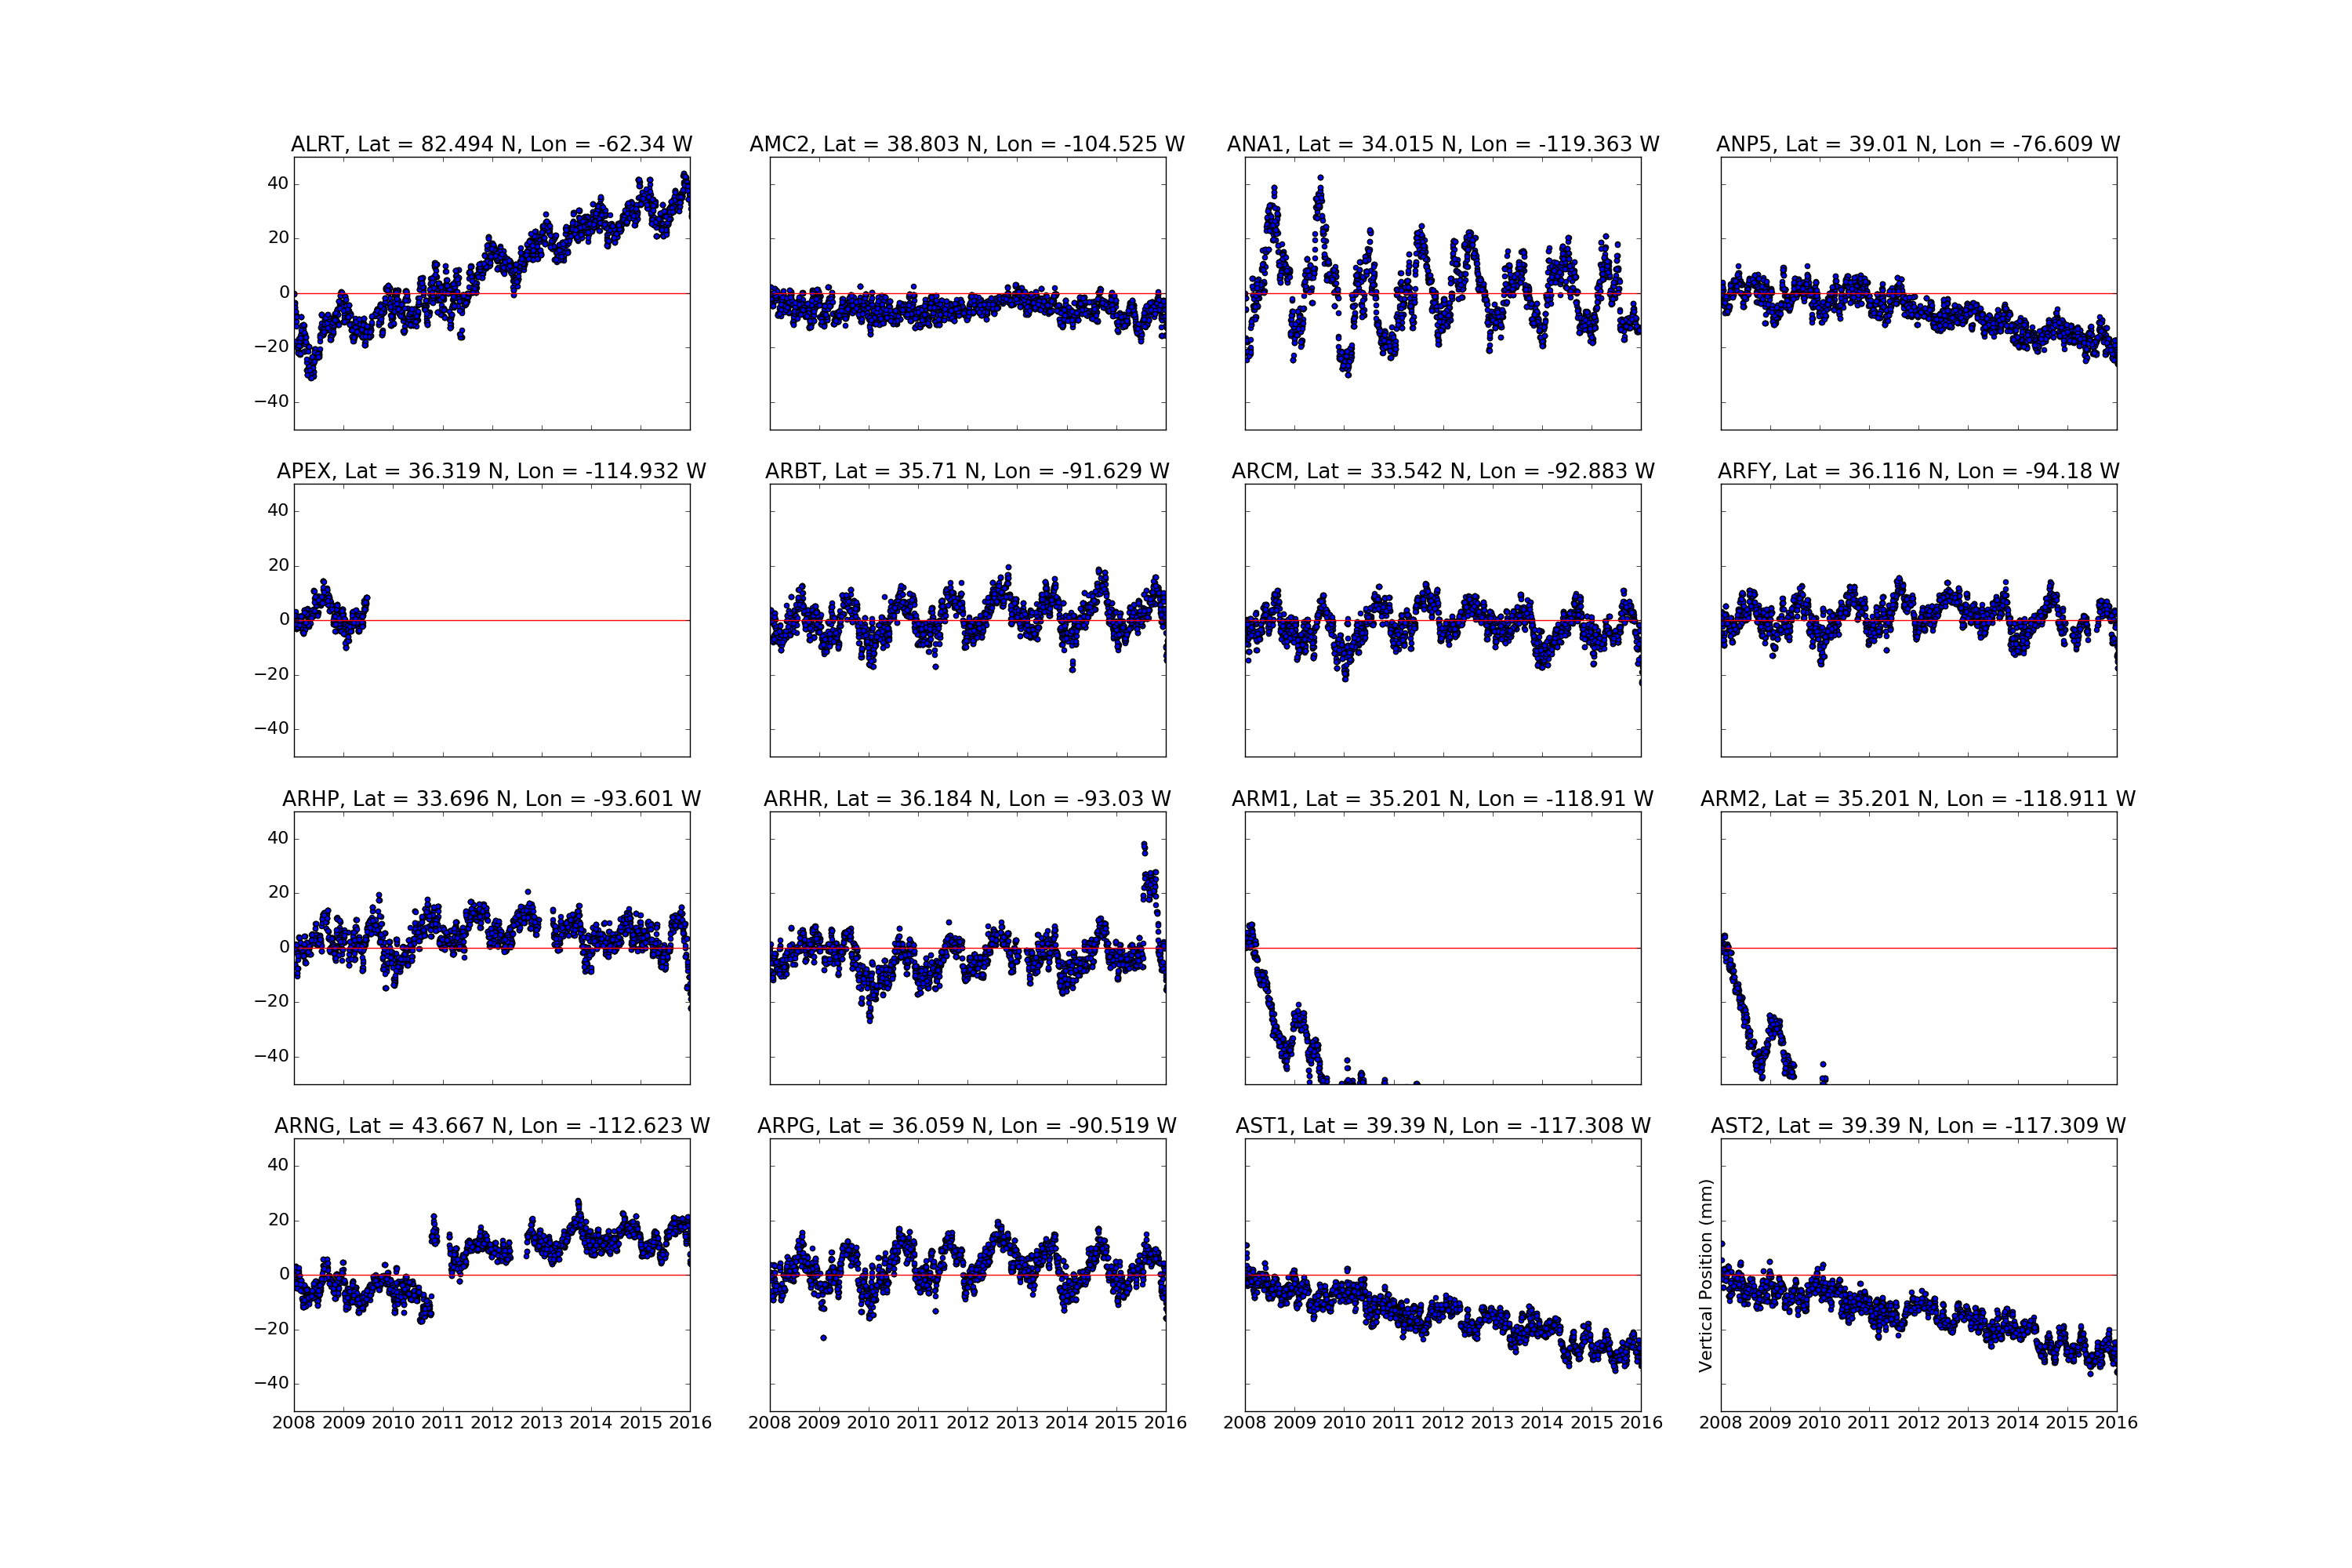 ALRT, Lat = 82.494 N, Lon = -62.34 W
AMC2, Lat = 38.803 N, Lon = -104.525 W
ANA1, Lat = 34.015 N, Lon = -119.363 W
ANP5, Lat = 39.01 N, Lon = -76.609 W
40
20
0
−20
−40
APEX, Lat = 36.319 N, Lon = -114.932 W
ARBT, Lat = 35.71 N, Lon = -91.629 W
ARCM, Lat = 33.542 N, Lon = -92.883 W
ARFY, Lat = 36.116 N, Lon = -94.18 W
40
20
0
−20
−40
ARHP, Lat = 33.696 N, Lon = -93.601 W
ARHR, Lat = 36.184 N, Lon = -93.03 W
ARM1, Lat = 35.201 N, Lon = -118.91 W
ARM2, Lat = 35.201 N, Lon = -118.911 W
40
20
0
−20
−40
ARNG, Lat = 43.667 N, Lon = -112.623 W
ARPG, Lat = 36.059 N, Lon = -90.519 W
AST1, Lat = 39.39 N, Lon = -117.308 W
AST2, Lat = 39.39 N, Lon = -117.309 W
40
20
0
−20
−40
Vertical Position (mm)
2008 2009 2010 2011 2012 2013 2014 2015 2016
2008 2009 2010 2011 2012 2013 2014 2015 2016
2008 2009 2010 2011 2012 2013 2014 2015 2016
2008 2009 2010 2011 2012 2013 2014 2015 2016